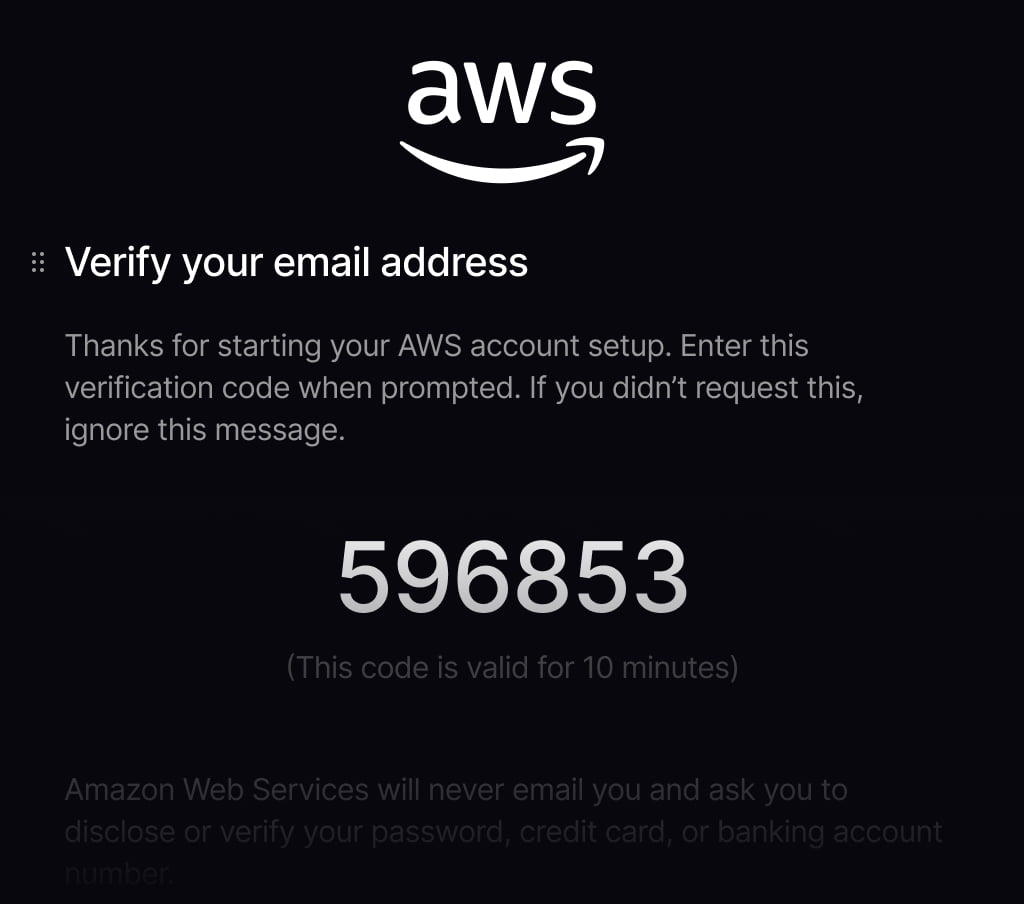 aws
Verify your email address
Thanks for starting your AWS account setup. Enter this
verification code when prompted. If you didn’t request this,
ignore this message.
596853
(This code is valid for 10 minutes)
Amazon Web Services will never email you and ask you to
disclose or verify your password, credit card, or banking account
number.